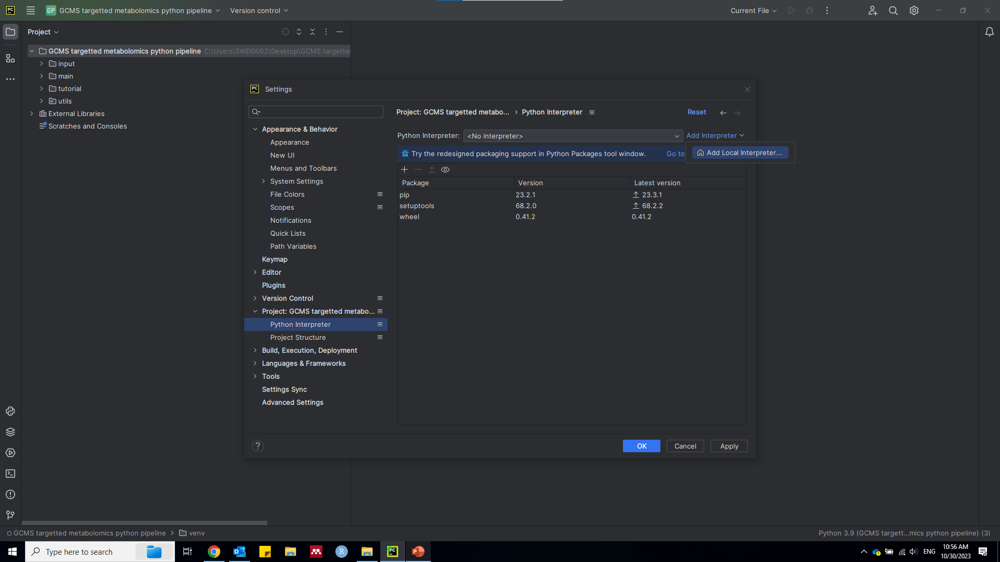 PC
GP GCMS targetted metabolomics python pipeline
Version control
Current File
Project
GCMS targetted metabolomics python pipeline C:\Users\SWEI0052\Desktop\GCMS targette
input
main
tutorial
utils
External Libraries
Scratches and Consoles
PC Settings
Appearance & Behavior
Appearance
New UI
Menus and Toolbars
System Settings
File Colors
Scopes
Notifications
Quick Lists
Path Variables
Keymap
Editor
Plugins
Version Control
Project: GCMS targetted metabo...
Python Interpreter
Project Structure
Build, Execution, Deployment
Languages & Frameworks
Tools
Settings Sync
Advanced Settings
Project: GCMS targetted metabo... › Python Interpreter
Reset
Python Interpreter: <No interpreter> Add Interpreter
Add Local Interpreter...
Try the redesigned packaging support in Python Packages tool window. Go to
Package Version Latest version
pip 23.2.1 23.3.1
setuptools 68.2.0 68.2.2
wheel 0.41.2 0.41.2
?
OK Cancel Apply
GCMS targetted metabolomics python pipeline > venv
Python 3.9 (GCMS targett...mics python pipeline) (3)
Type here to search
R
PC
P
ENG
10:56 AM
10/30/2023